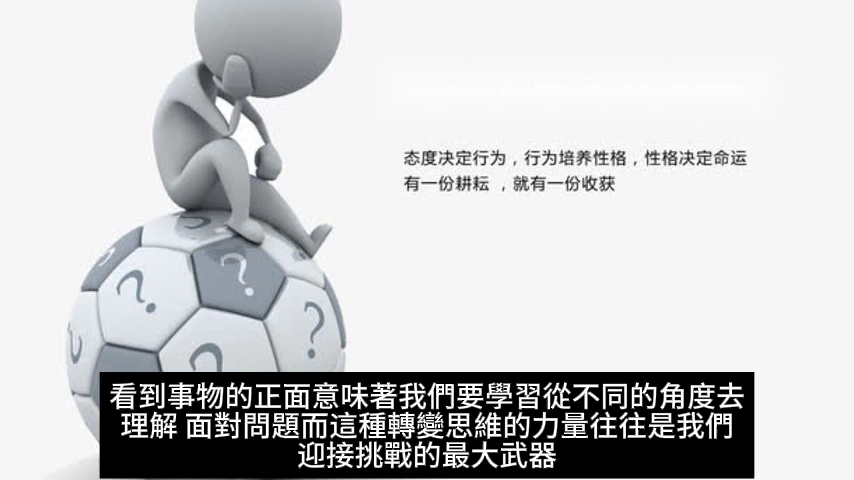 态度决定行为，行为培养性格，性格决定命运
有一份耕耘 ，就有一份收获
?
?
?
?
?
?
看到事物的正面意味著我們要學習從不同的角度去
理解 面對問題而這種轉變思維的力量往往是我們
迎接挑戰的最大武器